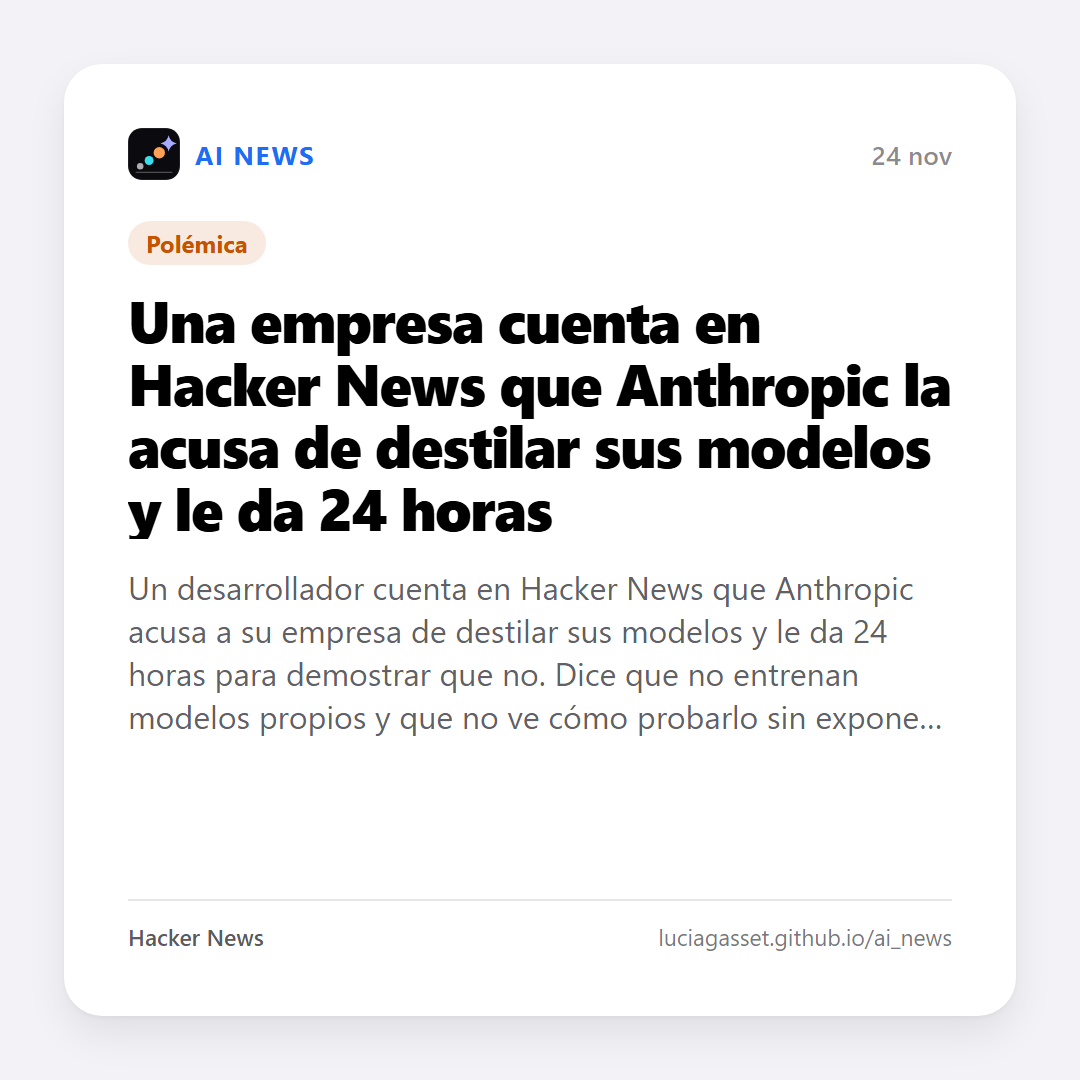 AI NEWS
24 nov
Polémica
Una empresa cuenta en
Hacker News que Anthropic la
acusa de destilar sus modelos
y le da 24 horas
Un desarrollador cuenta en Hacker News que Anthropic
acusa a su empresa de destilar sus modelos y le da 24
horas para demostrar que no. Dice que no entrenan
modelos propios y que no ve cómo probarlo sin expone...
Hacker News
luciagasset.github.io/ai_news